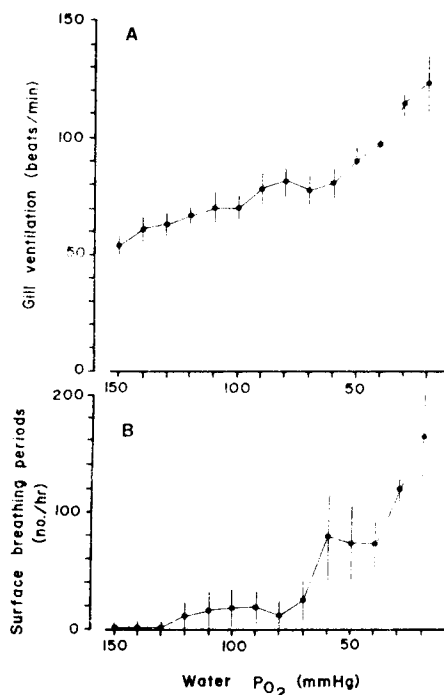 150
A
Gill ventilation (beats/min)
100
50
0
150
100
50
200
B
Surface breathing periods
(no./hr)
100
0
150
100
50
Water PO2 (mmHg)